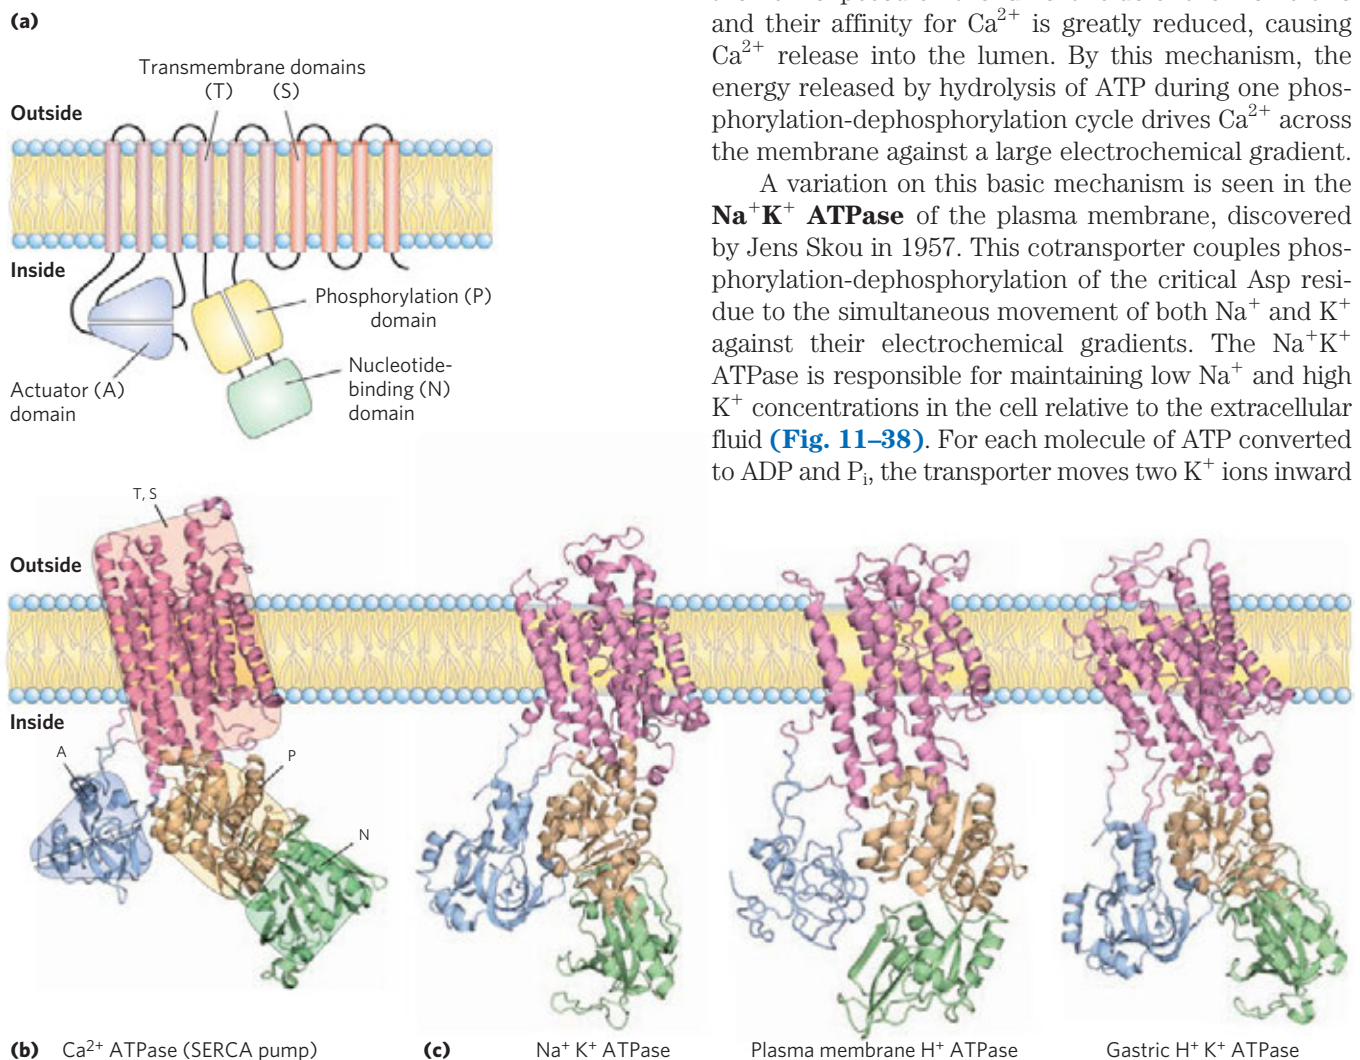 (a)
Transmembrane domains
(T) (S)
Outside
Inside
Phosphorylation (P)
domain
Nucleotide-
binding (N)
domain
Actuator (A)
domain
and their affinity for Ca²⁺ is greatly reduced, causing
Ca²⁺ release into the lumen. By this mechanism, the
energy released by hydrolysis of ATP during one phos-
phorylation-dephosphorylation cycle drives Ca²⁺ across
the membrane against a large electrochemical gradient.
A variation on this basic mechanism is seen in the
Na⁺K⁺ ATPase of the plasma membrane, discovered
by Jens Skou in 1957. This cotransporter couples phos-
phorylation-dephosphorylation of the critical Asp resi-
due to the simultaneous movement of both Na⁺ and K⁺
against their electrochemical gradients. The Na⁺K⁺
ATPase is responsible for maintaining low Na⁺ and high
K⁺ concentrations in the cell relative to the extracellular
fluid (Fig. 11–38). For each molecule of ATP converted
to ADP and Pᵢ, the transporter moves two K⁺ ions inward
T, S
Outside
Inside
A
P
N
(b) Ca²⁺ ATPase (SERCA pump)
(c) Na⁺ K⁺ ATPase
Plasma membrane H⁺ ATPase
Gastric H⁺ K⁺ ATPase